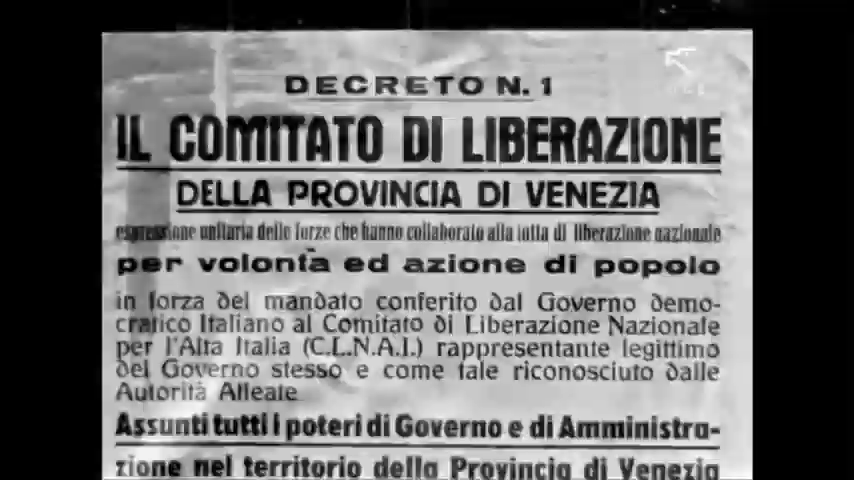 DECRETO N. 1
IL COMITATO DI LIBERAZIONE
DELLA PROVINCIA DI VENEZIA
espressione unitaria delle forze che hanno collaborato alla lotta di liberazione nazionale
per volontà ed azione di popolo
in forza del mandato conferito dal Governo demo-
cratico Italiano al Comitato di Liberazione Nazionale
per l'Alta Italia (C.L.N.A.I.) rappresentante legittimo
del Governo stesso e come tale riconosciuto dalle
Autorità Alleate
Assunti tutti i poteri di Governo e di Amministra-
zione nel territorio della Provincia di Venezia